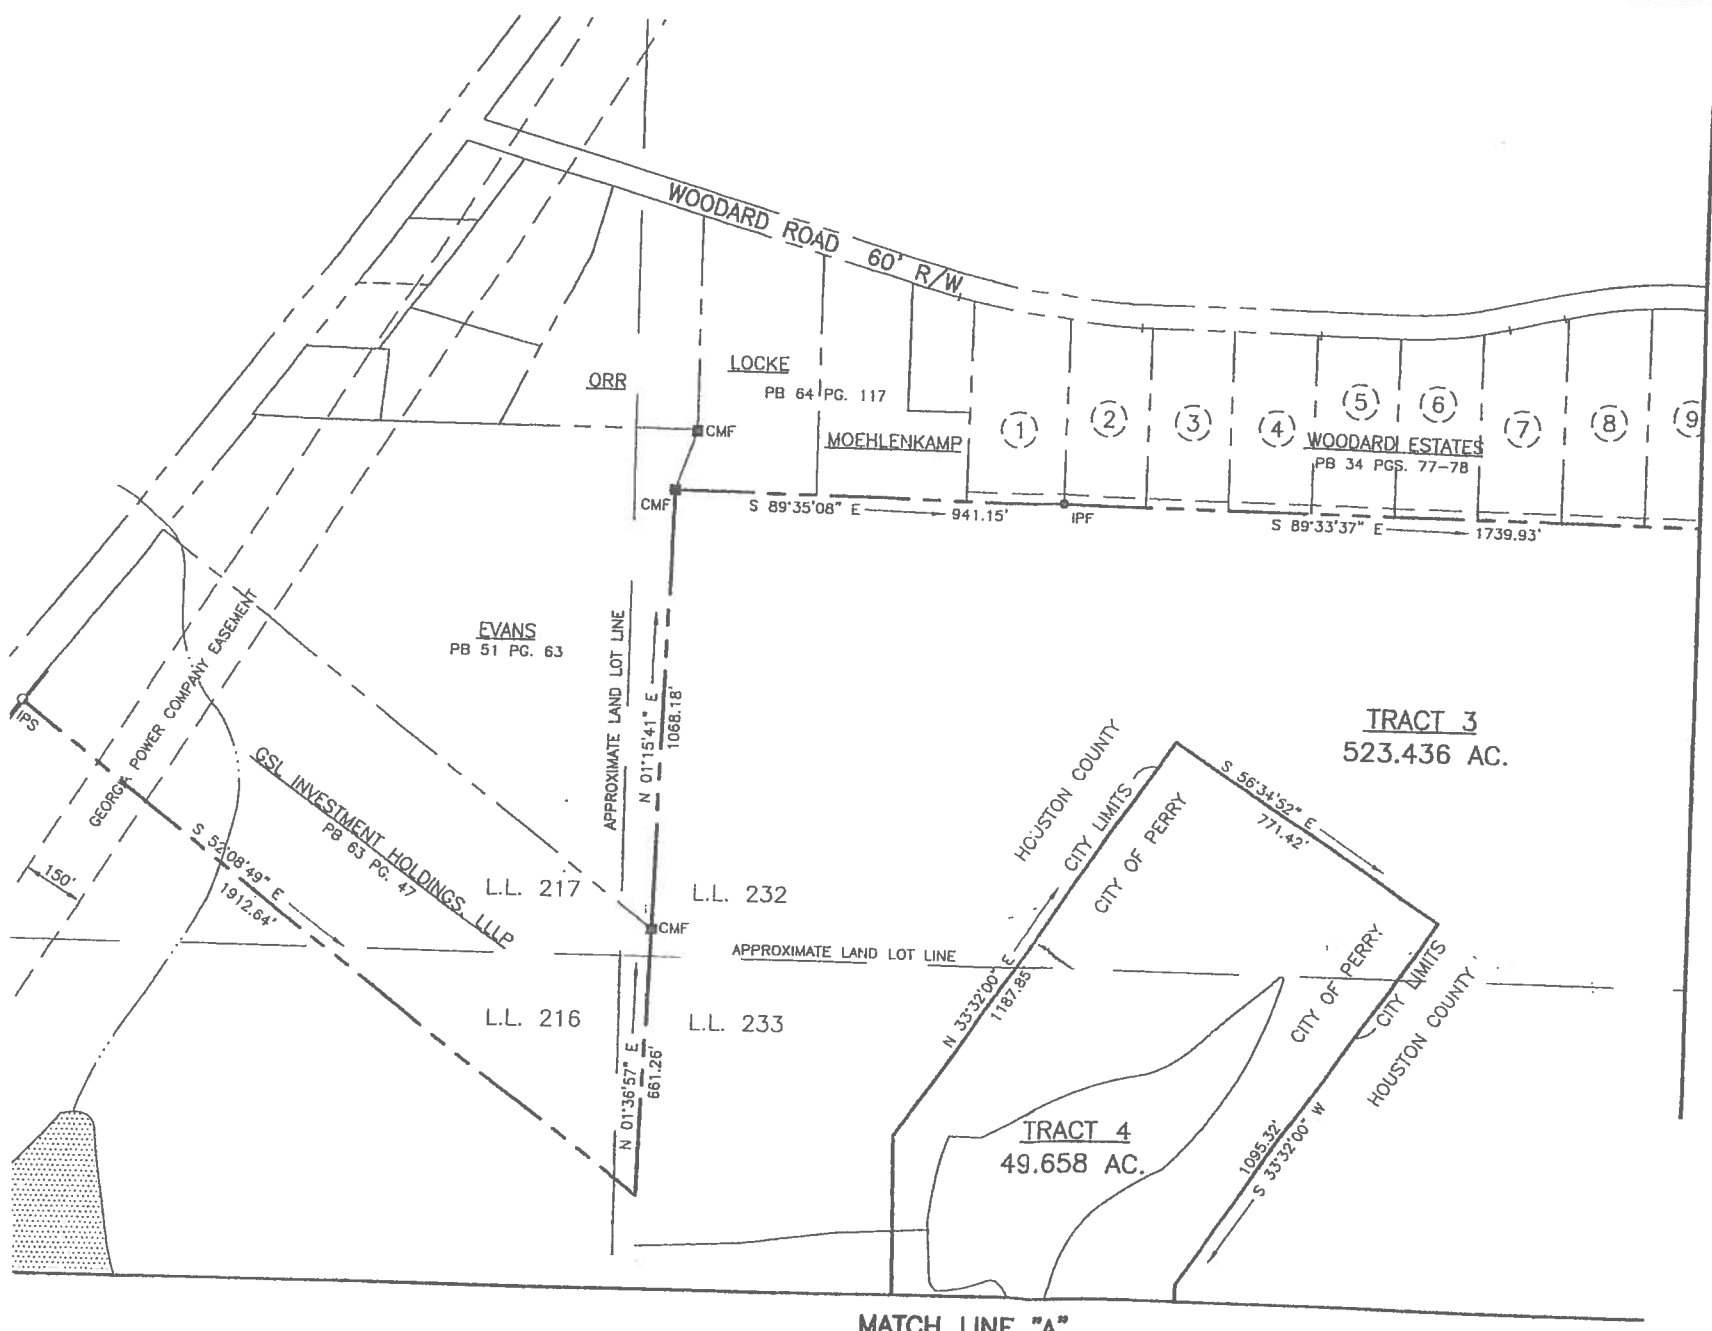 WOODARD ROAD 60' R/W
ORR
LOCKE
PB 64 PG. 117
CMF
MOEHLENKAMP
1
2
3
4
5
6
7
8
9
WOODARD ESTATES
PB 34 PGS. 77-78
CMF
S 89°35'08" E
941.15'
IPF
S 89°33'37" E
1739.93'
EVANS
PB 51 PG. 63
APPROXIMATE LAND LOT LINE
N 01°15'41" E
1068.18'
IPS
GEORGIA POWER COMPANY EASEMENT
150'
GSL INVESTMENT HOLDINGS, LLLP
PB 63 PG. 47
S 52°08'49" E
1912.64'
L.L. 217
L.L. 232
CMF
APPROXIMATE LAND LOT LINE
L.L. 216
L.L. 233
N 01°36'57" E
661.26'
TRACT 3
523.436 AC.
HOUSTON COUNTY
CITY LIMITS
CITY OF PERRY
S 56°34'52" E
771.42'
N 33°32'00" E
1187.85'
CITY OF PERRY
CITY LIMITS
HOUSTON COUNTY
1095.32'
S 33°32'00" W
TRACT 4
49.658 AC.
MATCH LINE "A"